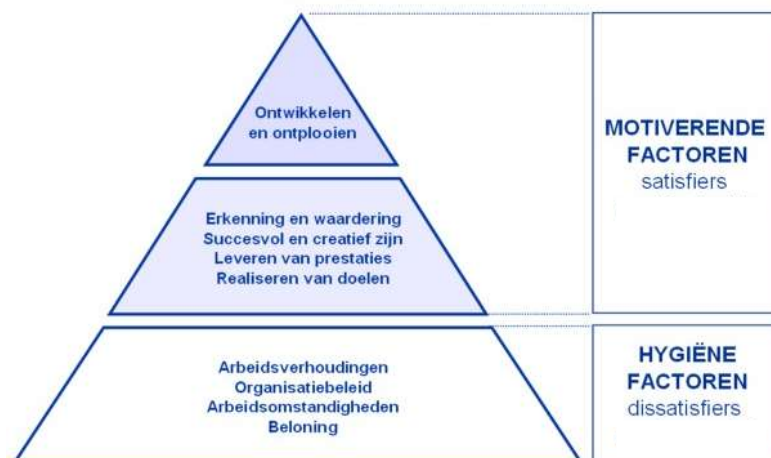 Ontwikkelen
en ontplooien
MOTIVERENDE
FACTOREN
satisfiers
Erkenning en waardering
Succesvol en creatief zijn
Leveren van prestaties
Realiseren van doelen
Arbeidsverhoudingen
Organisatiebeleid
Arbeidsomstandigheden
Beloning
HYGIËNE
FACTOREN
dissatisfiers